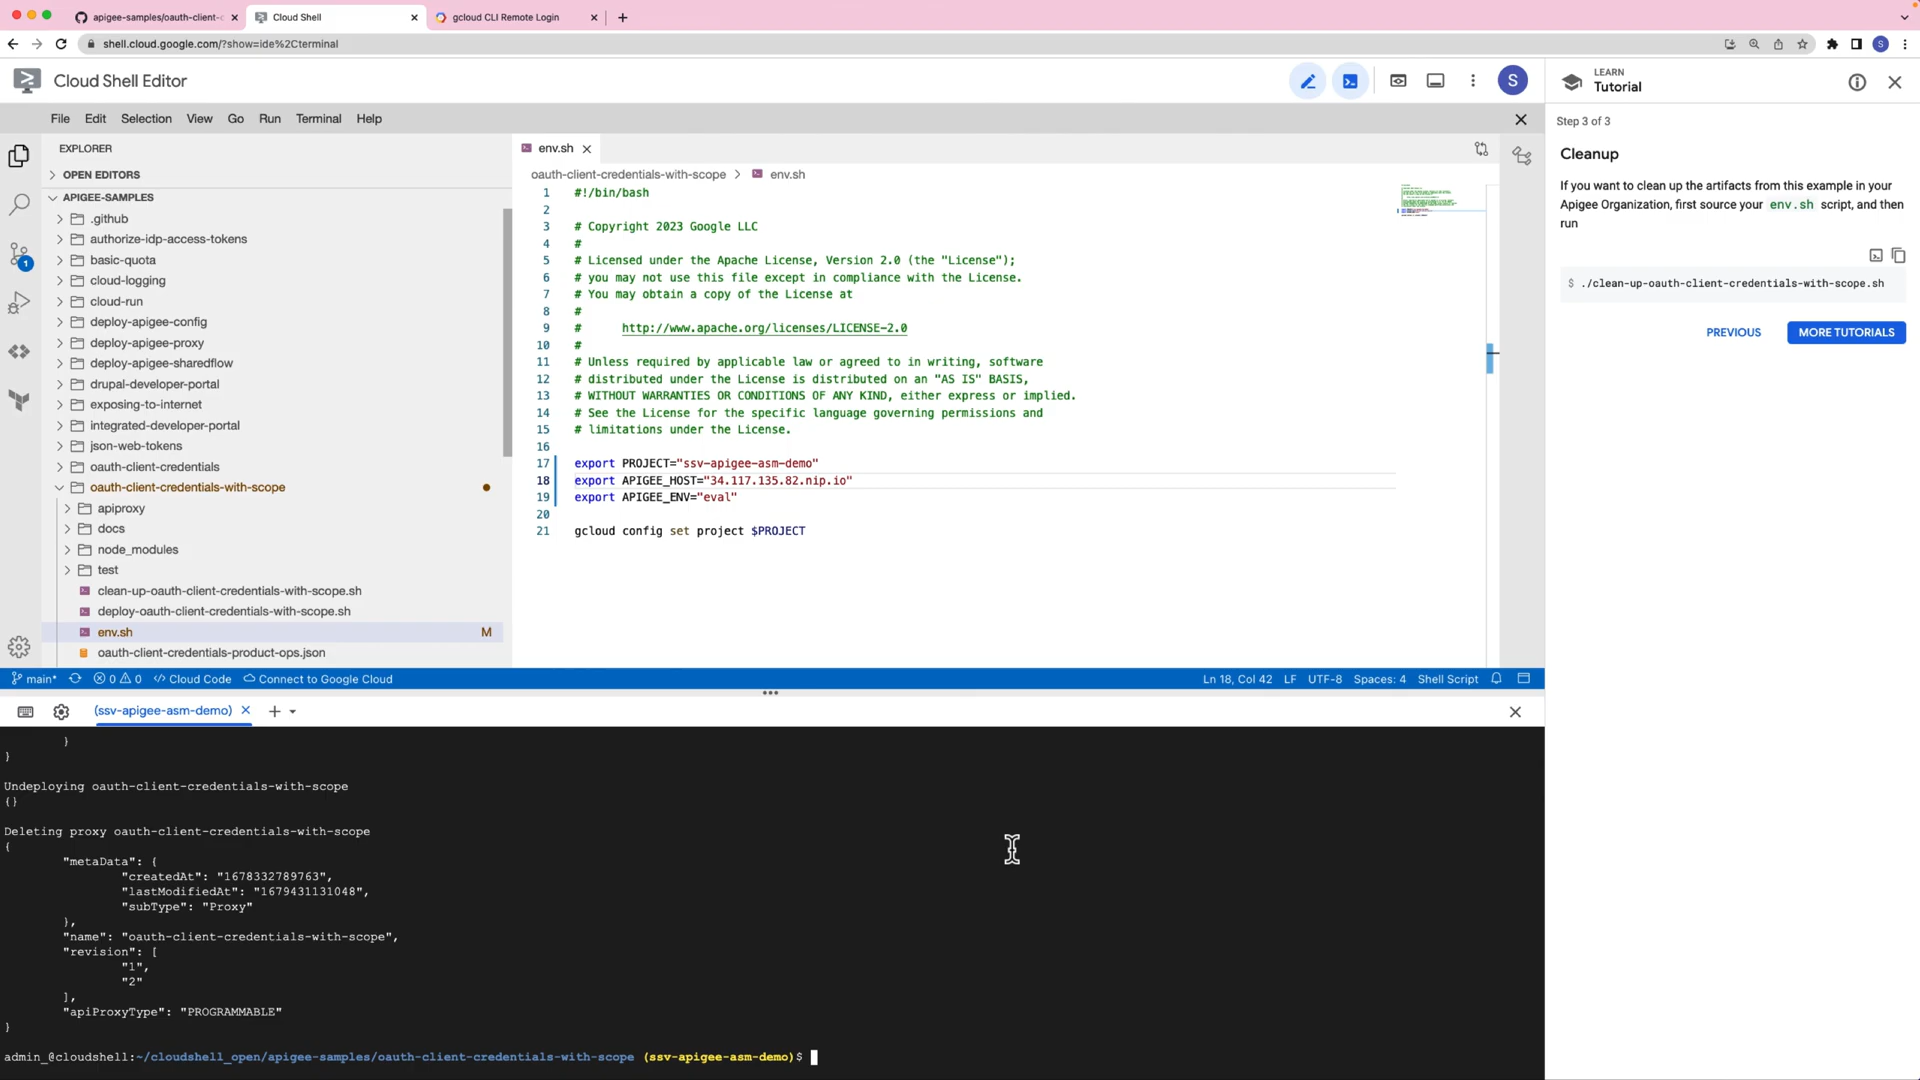 apigee-samples/oauth-client-c
Cloud Shell
gcloud CLI Remote Login
shell.cloud.google.com/?show=ide%2Cterminal
S
Cloud Shell Editor
S
LEARN
Tutorial
File Edit Selection View Go Run Terminal Help
Step 3 of 3
Cleanup
If you want to clean up the artifacts from this example in your
Apigee Organization, first source your env.sh script, and then
run
$ ./clean-up-oauth-client-credentials-with-scope.sh
PREVIOUS
MORE TUTORIALS
EXPLORER
OPEN EDITORS
APIGEE-SAMPLES
.github
authorize-idp-access-tokens
basic-quota
cloud-logging
cloud-run
deploy-apigee-config
deploy-apigee-proxy
deploy-apigee-sharedflow
drupal-developer-portal
exposing-to-internet
integrated-developer-portal
json-web-tokens
oauth-client-credentials
oauth-client-credentials-with-scope
apiproxy
docs
node_modules
test
clean-up-oauth-client-credentials-with-scope.sh
deploy-oauth-client-credentials-with-scope.sh
env.sh M
oauth-client-credentials-product-ops.json
1
env.sh
oauth-client-credentials-with-scope > env.sh
1 #!/bin/bash
2
3 # Copyright 2023 Google LLC
4 #
5 # Licensed under the Apache License, Version 2.0 (the "License");
6 # you may not use this file except in compliance with the License.
7 # You may obtain a copy of the License at
8 #
9 # http://www.apache.org/licenses/LICENSE-2.0
10 #
11 # Unless required by applicable law or agreed to in writing, software
12 # distributed under the License is distributed on an "AS IS" BASIS,
13 # WITHOUT WARRANTIES OR CONDITIONS OF ANY KIND, either express or implied.
14 # See the License for the specific language governing permissions and
15 # limitations under the License.
16
17 export PROJECT="ssv-apigee-asm-demo"
18 export APIGEE_HOST="34.117.135.82.nip.io"
19 export APIGEE_ENV="eval"
20
21 gcloud config set project $PROJECT
main* 0 0 Cloud Code Connect to Google Cloud Ln 18, Col 42 LF UTF-8 Spaces: 4 Shell Script
(ssv-apigee-asm-demo)
}
}
Undeploying oauth-client-credentials-with-scope
{}
Deleting proxy oauth-client-credentials-with-scope
{
"metaData": {
"createdAt": "1678332789763",
"lastModifiedAt": "1679431131048",
"subType": "Proxy"
},
"name": "oauth-client-credentials-with-scope",
"revision": [
"1",
"2"
],
"apiProxyType": "PROGRAMMABLE"
}
admin_@cloudshell:~/cloudshell_open/apigee-samples/oauth-client-credentials-with-scope (ssv-apigee-asm-demo)$